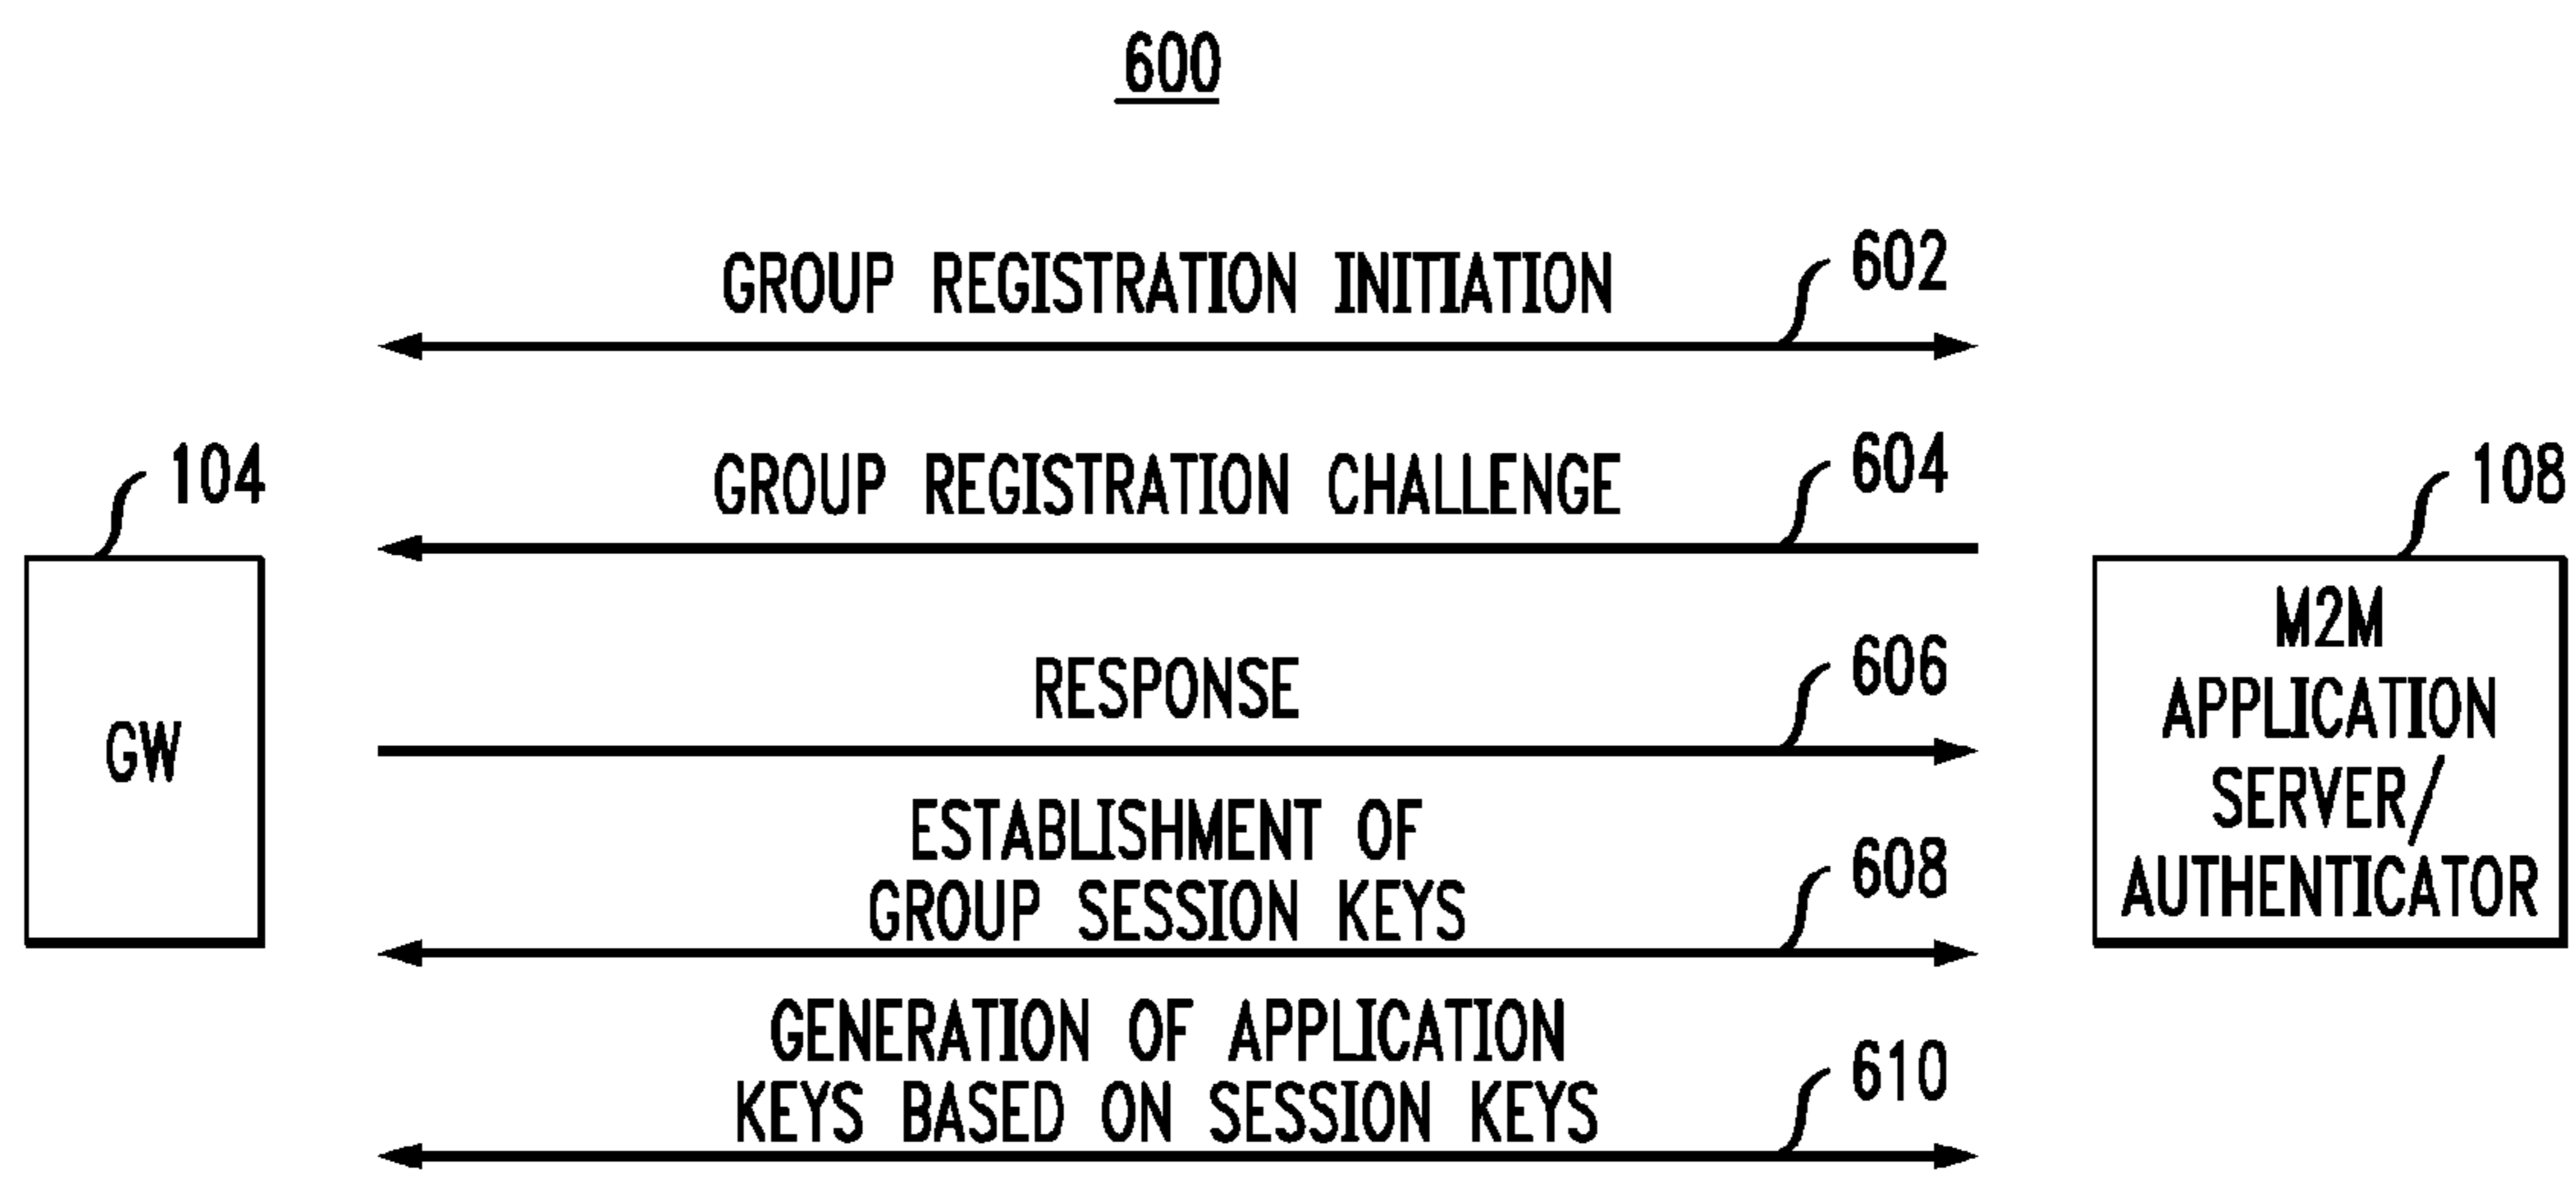 600
GROUP REGISTRATION INITIATION
602
GROUP REGISTRATION CHALLENGE
604
104
108
RESPONSE
606
GW
M2M
APPLICATION
SERVER/
AUTHENTICATOR
ESTABLISHMENT OF
GROUP SESSION KEYS
608
GENERATION OF APPLICATION
KEYS BASED ON SESSION KEYS
610